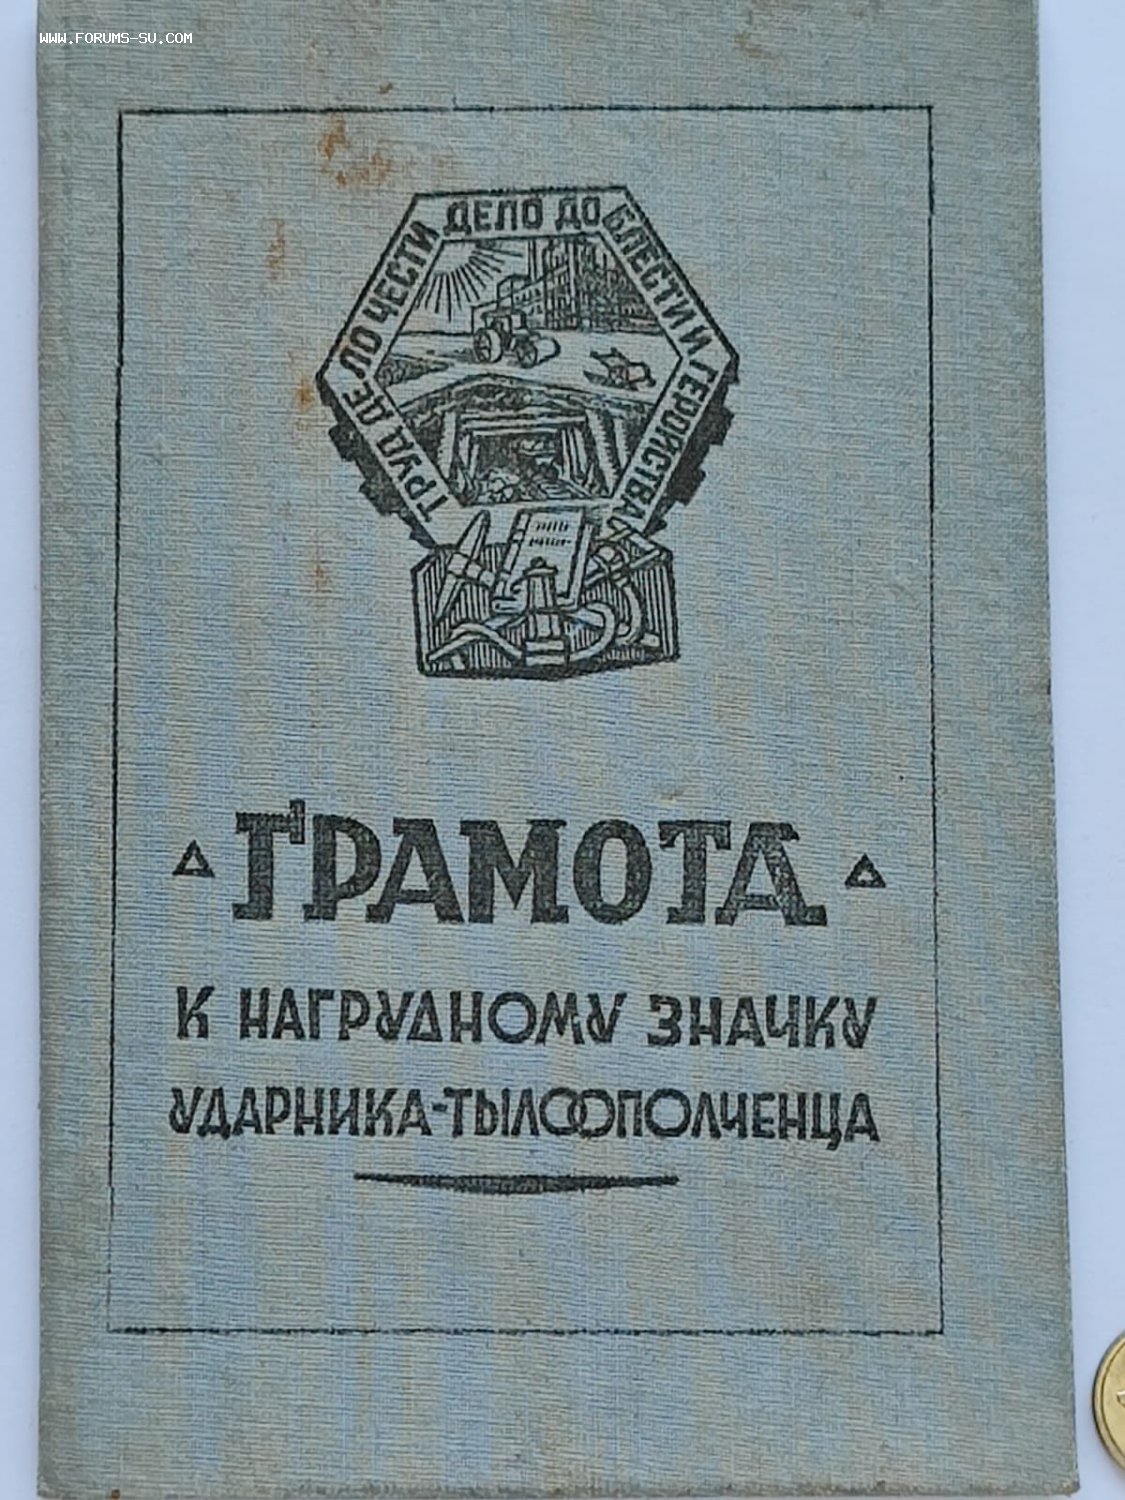 WWW.FORUMS-SU.COM
ТРУД ДЕЛО ЧЕСТИ ДЕЛО ДОБЛЕСТИ И ГЕРОЙСТВА
ГРАМОТА
К НАГРУДНОМУ ЗНАЧКУ
УДАРНИКА-ТЫЛООПОЛЧЕНЦА